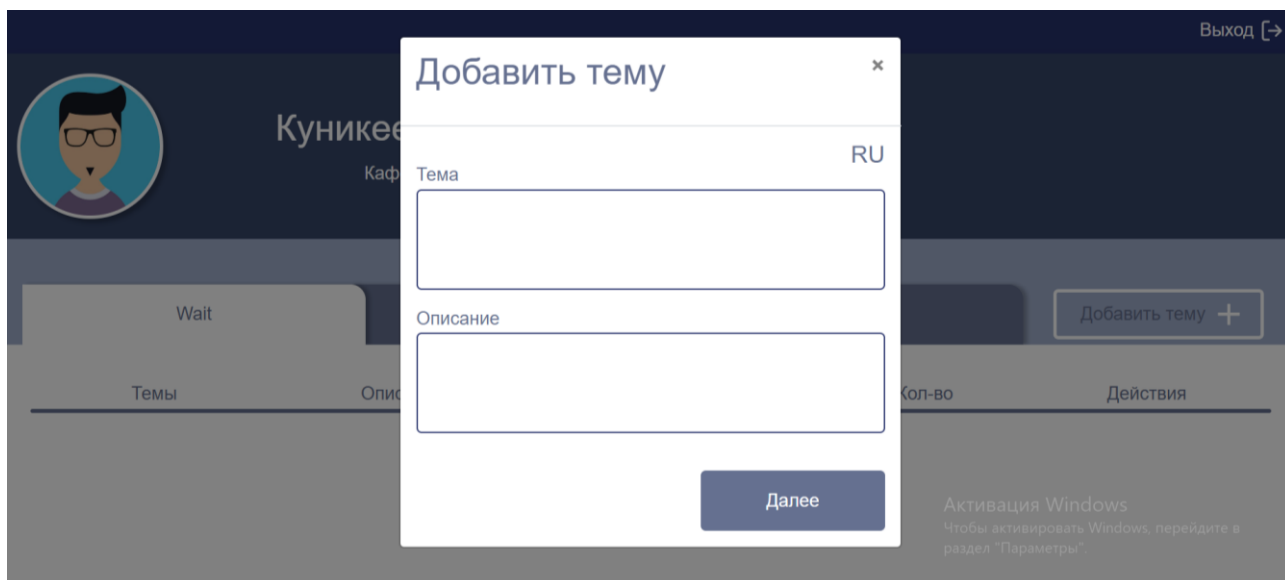 Выход
Добавить тему
×
Куникее
Каф
RU
Тема
Wait
Описание
Добавить тему +
Темы
Опис
Кол-во
Действия
Далее
Активация Windows
Чтобы активировать Windows, перейдите в
раздел "Параметры".